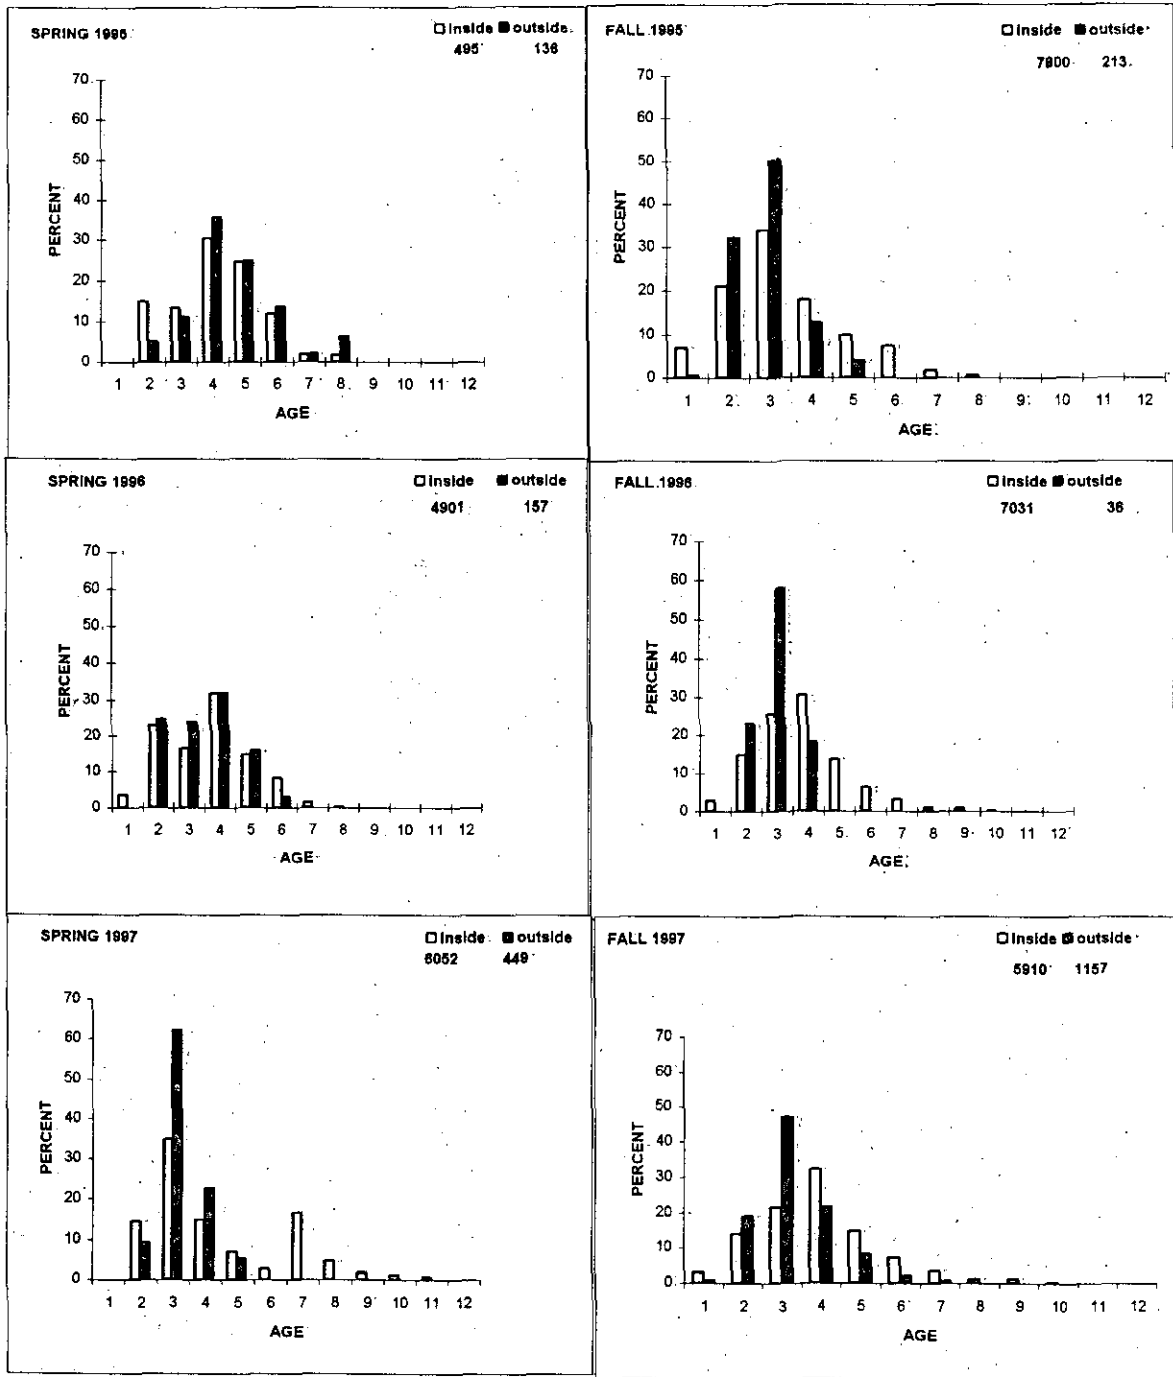 SPRING 1995
inside outside
495 136
70
60
50
40
30
20
10
0
PERCENT
1 2 3 4 5 6 7 8 9 10 11 12
AGE
FALL 1995
inside outside
7800 213
70
60
50
40
30
20
10
0
PERCENT
1 2 3 4 5 6 7 8 9 10 11 12
AGE
SPRING 1996
inside outside
4901 157
70
60
50
40
30
20
10
0
PERCENT
1 2 3 4 5 6 7 8 9 10 11 12
AGE
FALL 1996
inside outside
7031 36
70
60
50
40
30
20
10
0
PERCENT
1 2 3 4 5 6 7 8 9 10 11 12
AGE
SPRING 1997
inside outside
6052 449
70
60
50
40
30
20
10
0
PERCENT
1 2 3 4 5 6 7 8 9 10 11 12
AGE
FALL 1997
inside outside
5910 1157
70
60
50
40
30
20
10
0
PERCENT
1 2 3 4 5 6 7 8 9 10 11 12
AGE